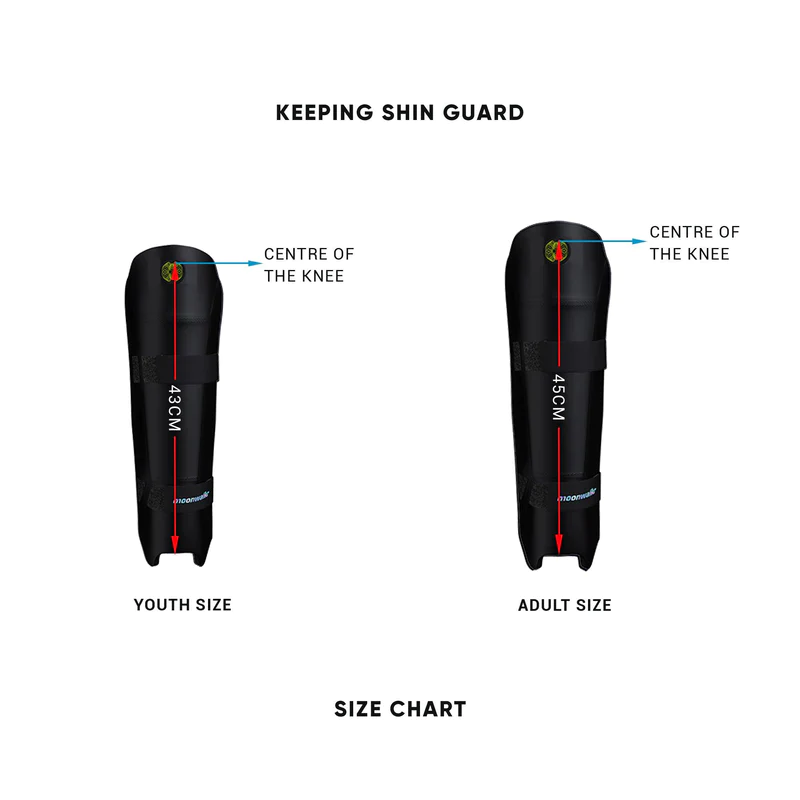 KEEPING SHIN GUARD
CENTRE OF
THE KNEE
CENTRE OF
THE KNEE
43CM
45CM
moonwalkr
moonwalkr
YOUTH SIZE
ADULT SIZE
SIZE CHART